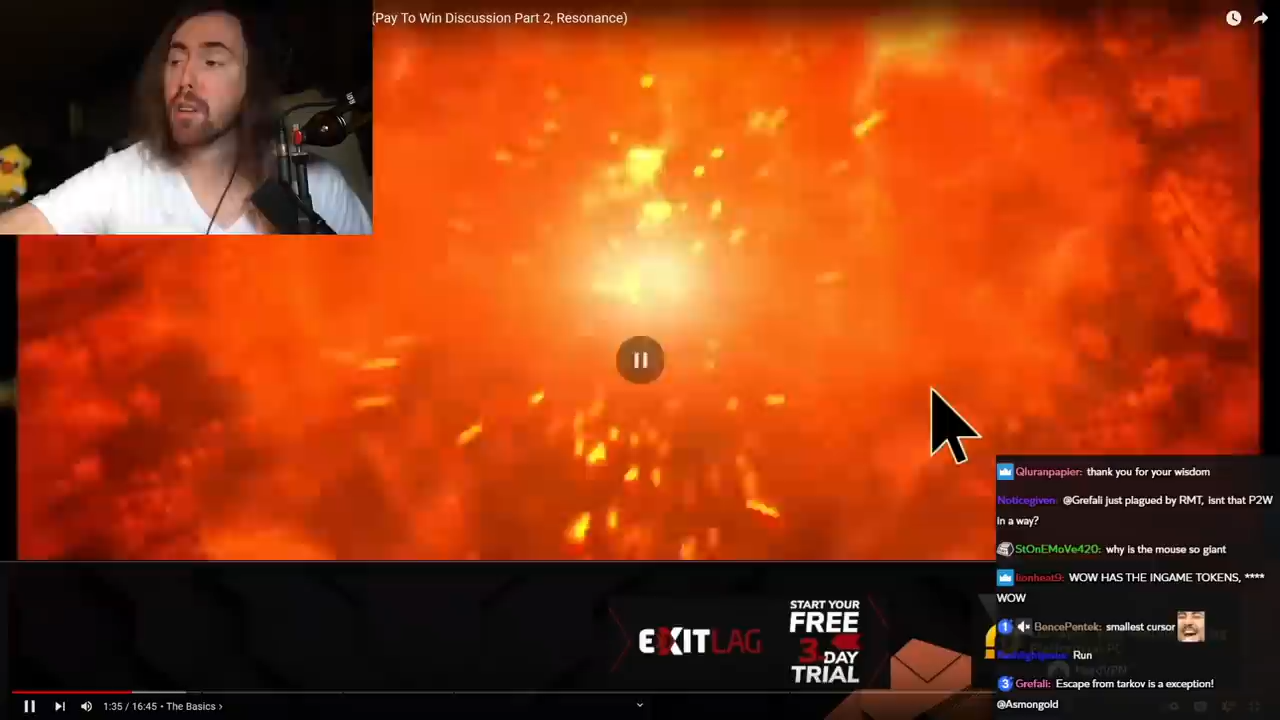 (Pay To Win Discussion Part 2, Resonance)
Qluranpapier: thank you for your wisdom
Noticegiven: @Grefali just plagued by RMT, isnt that P2W
in a way?
StOnEMoVe420: why is the mouse so giant
lionheat9: WOW HAS THE INGAME TOKENS, ****
WOW
BencePentek: smallest cursor
Run
Grefali: Escape from tarkov is a exception!
@Asmongold
EXITLAG
START YOUR
FREE
3 DAY
TRIAL
1:35 / 16:45 • The Basics ›